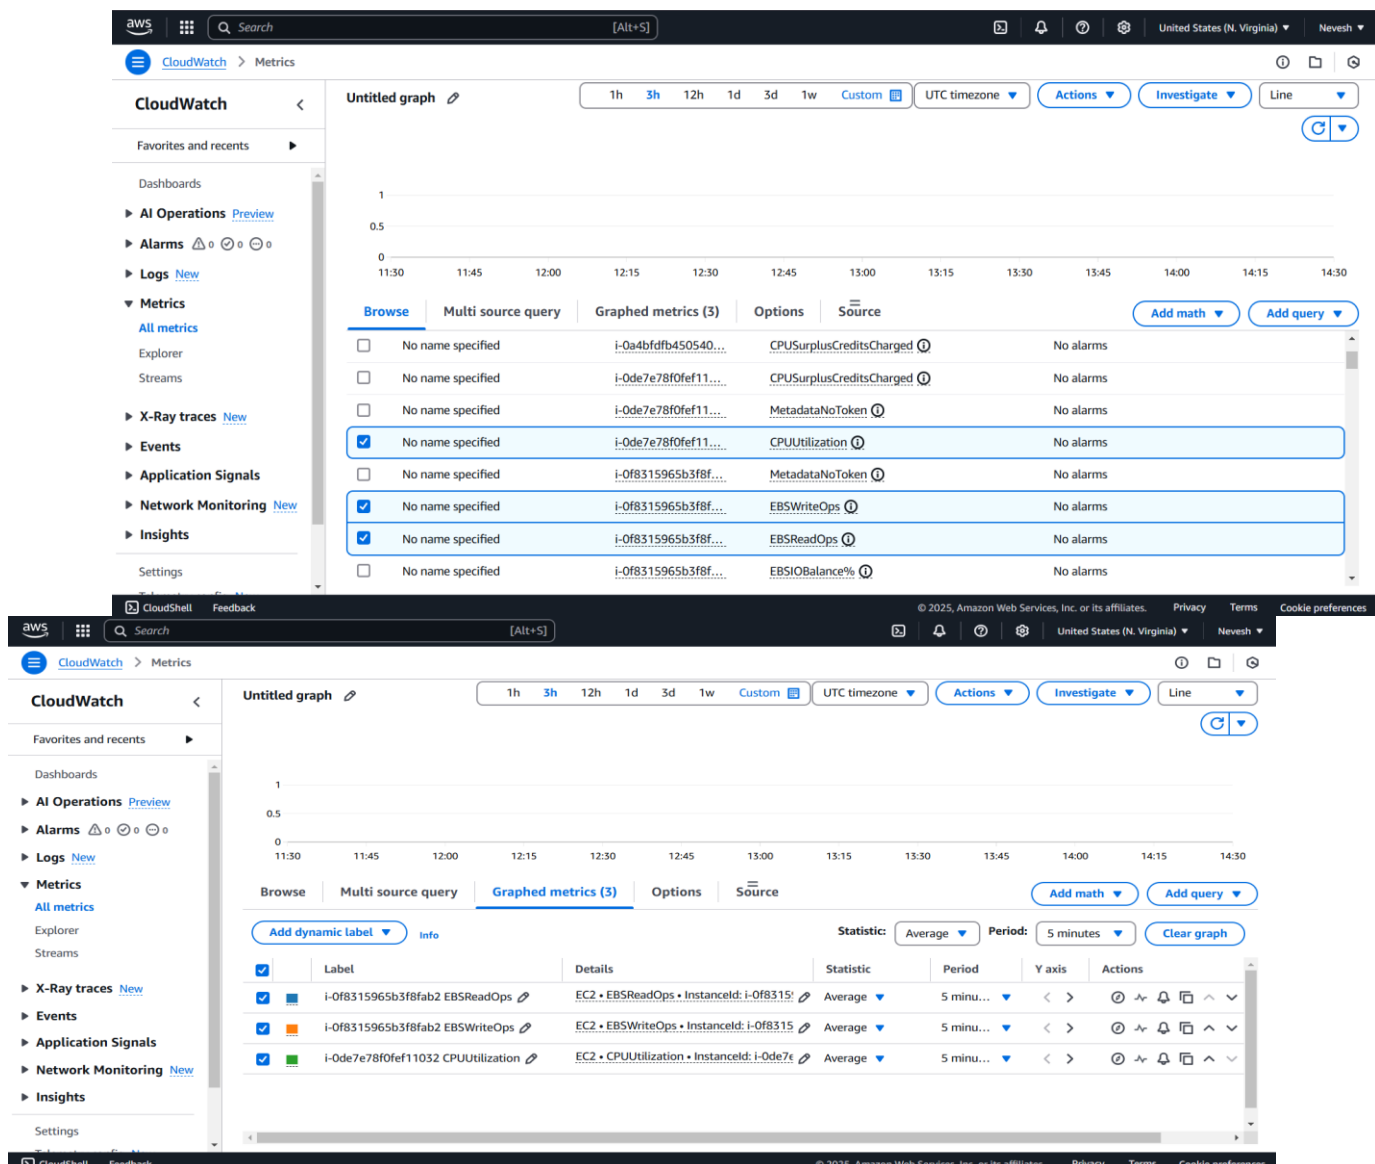 aws Search [Alt+S] United States (N. Virginia) Nevesh
CloudWatch > Metrics
CloudWatch
Favorites and recents
Dashboards
AI Operations Preview
Alarms 0 0 0
Logs New
Metrics
All metrics
Explorer
Streams
X-Ray traces New
Events
Application Signals
Network Monitoring New
Insights
Settings
Untitled graph 1h 3h 12h 1d 3d 1w Custom UTC timezone Actions Investigate Line
1
0.5
0
11:30 11:45 12:00 12:15 12:30 12:45 13:00 13:15 13:30 13:45 14:00 14:15 14:30
Browse Multi source query Graphed metrics (3) Options Source Add math Add query
No name specified i-0a4bfdfb450540... CPUSurplusCreditsCharged No alarms
No name specified i-0de7e78f0fef11... CPUSurplusCreditsCharged No alarms
No name specified i-0de7e78f0fef11... MetadataNoToken No alarms
No name specified i-0de7e78f0fef11... CPUUtilization No alarms
No name specified i-0f8315965b3f8f... MetadataNoToken No alarms
No name specified i-0f8315965b3f8f... EBSWriteOps No alarms
No name specified i-0f8315965b3f8f... EBSReadOps No alarms
No name specified i-0f8315965b3f8f... EBSIOBalance% No alarms
CloudShell Feedback © 2025, Amazon Web Services, Inc. or its affiliates. Privacy Terms Cookie preferences
aws Search [Alt+S] United States (N. Virginia) Nevesh
CloudWatch > Metrics
CloudWatch
Favorites and recents
Dashboards
AI Operations Preview
Alarms 0 0 0
Logs New
Metrics
All metrics
Explorer
Streams
X-Ray traces New
Events
Application Signals
Network Monitoring New
Insights
Settings
Untitled graph 1h 3h 12h 1d 3d 1w Custom UTC timezone Actions Investigate Line
1
0.5
0
11:30 11:45 12:00 12:15 12:30 12:45 13:00 13:15 13:30 13:45 14:00 14:15 14:30
Browse Multi source query Graphed metrics (3) Options Source Add math Add query
Add dynamic label Info Statistic: Average Period: 5 minutes Clear graph
Label Details Statistic Period Y axis Actions
i-0f8315965b3f8fab2 EBSReadOps EC2 • EBSReadOps • InstanceId: i-0f8315 Average 5 minu...
i-0f8315965b3f8fab2 EBSWriteOps EC2 • EBSWriteOps • InstanceId: i-0f8315 Average 5 minu...
i-0de7e78f0fef11032 CPUUtilization EC2 • CPUUtilization • InstanceId: i-0de7e Average 5 minu...
CloudShell Feedback © 2025, Amazon Web Services, Inc. or its affiliates. Privacy Terms Cookie preferences